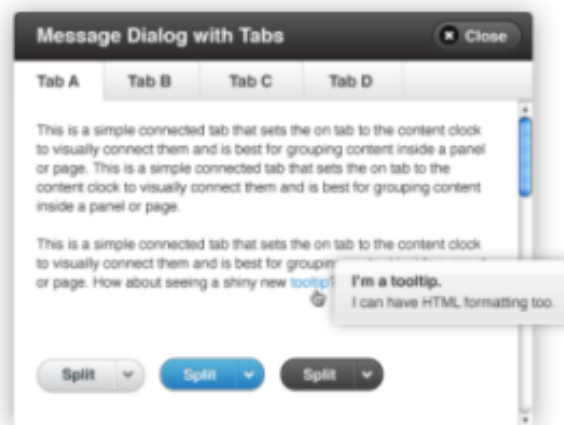 Message Dialog with Tabs
Close
Tab A
Tab B
Tab C
Tab D
This is a simple connected tab that sets the on tab to the content clock
to visually connect them and is best for grouping content inside a panel
or page. This is a simple connected tab that sets the on tab to the
content clock to visually connect them and is best for grouping content
inside a panel or page.
This is a simple connected tab that sets the on tab to the content clock
to visually connect them and is best for grouping
or page. How about seeing a shiny new tooltip?
I'm a tooltip.
I can have HTML formatting too.
Split
Split
Split